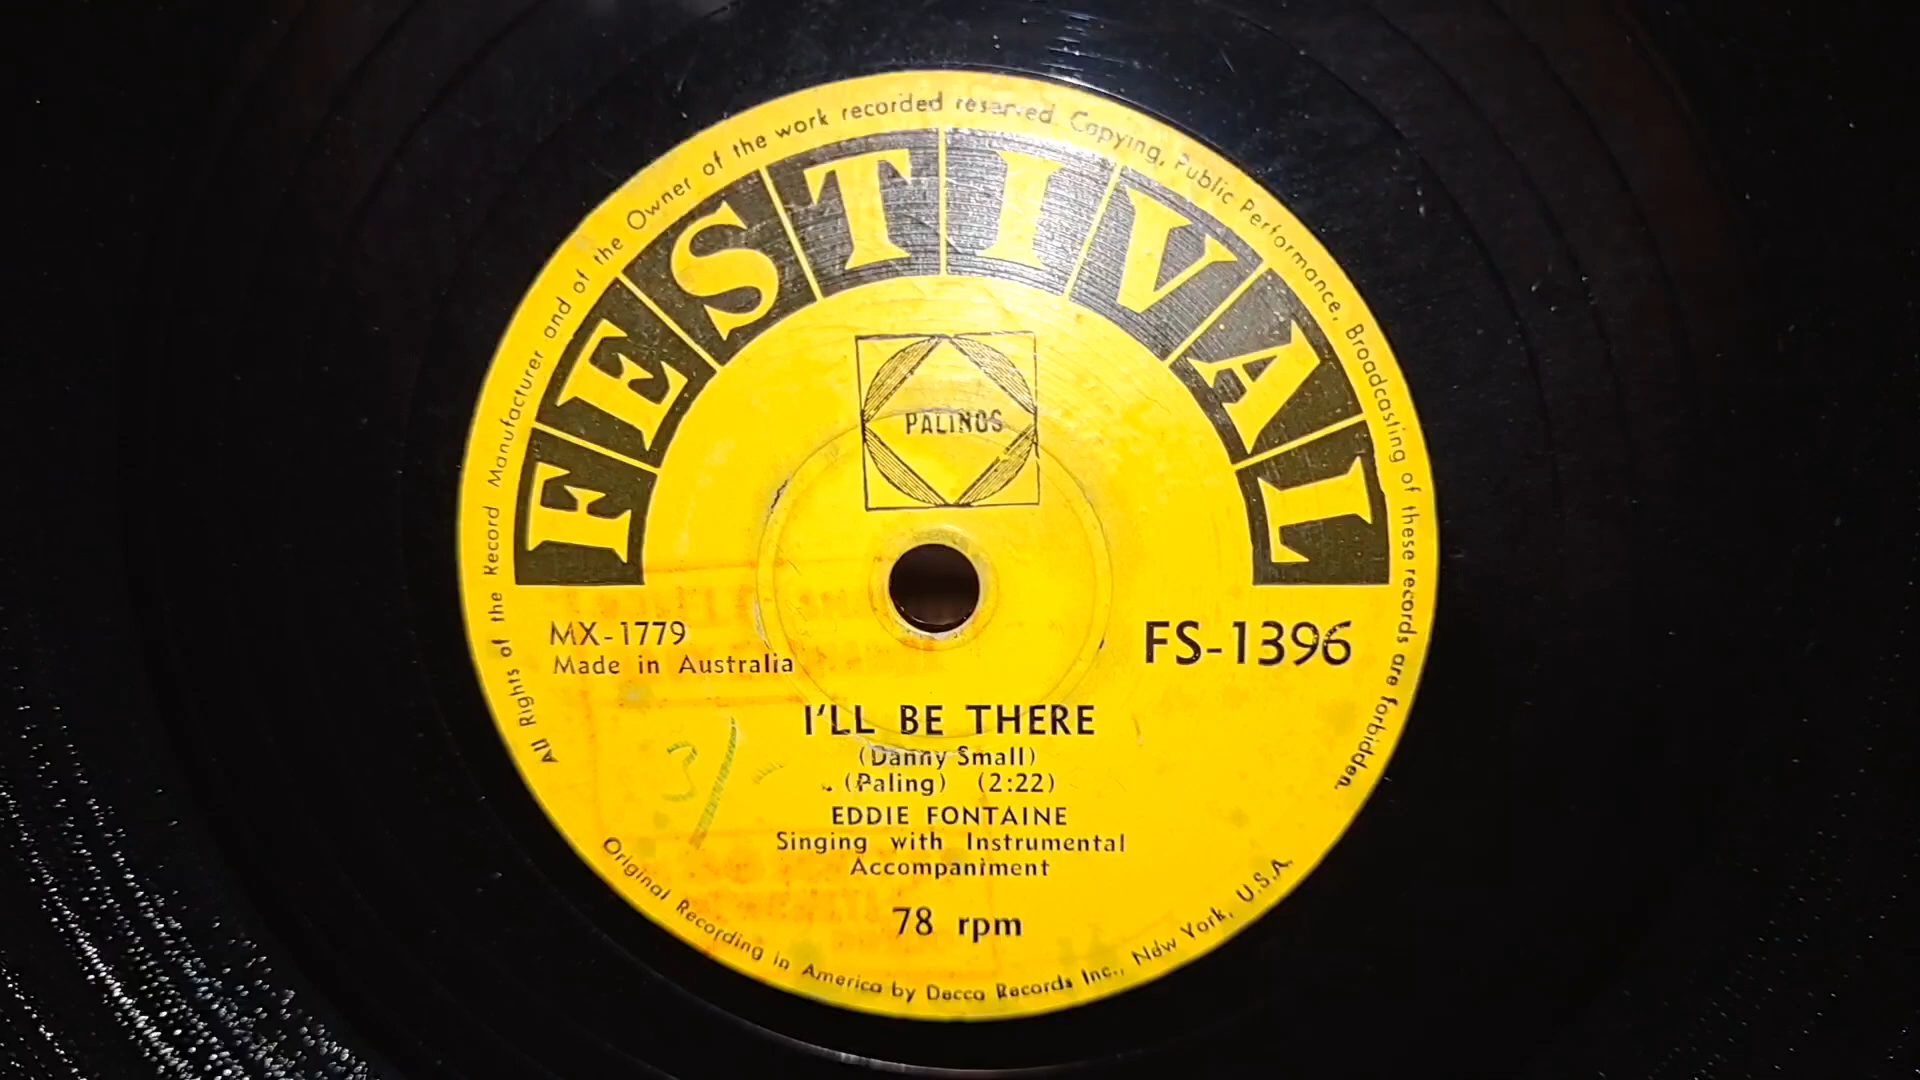 All Rights of the Record Manufacturer and of the Owner of the work recorded reserved. Copying, Public Performance, Broadcasting of these records are forbidden.
FESTIVAL
PALINGS
MX-1779
Made in Australia
FS-1396
I'LL BE THERE
(Danny Small)
(Paling) (2:22)
EDDIE FONTAINE
Singing with Instrumental
Accompaniment
78 rpm
Original Recording in America by Decca Records Inc., New York, U.S.A.